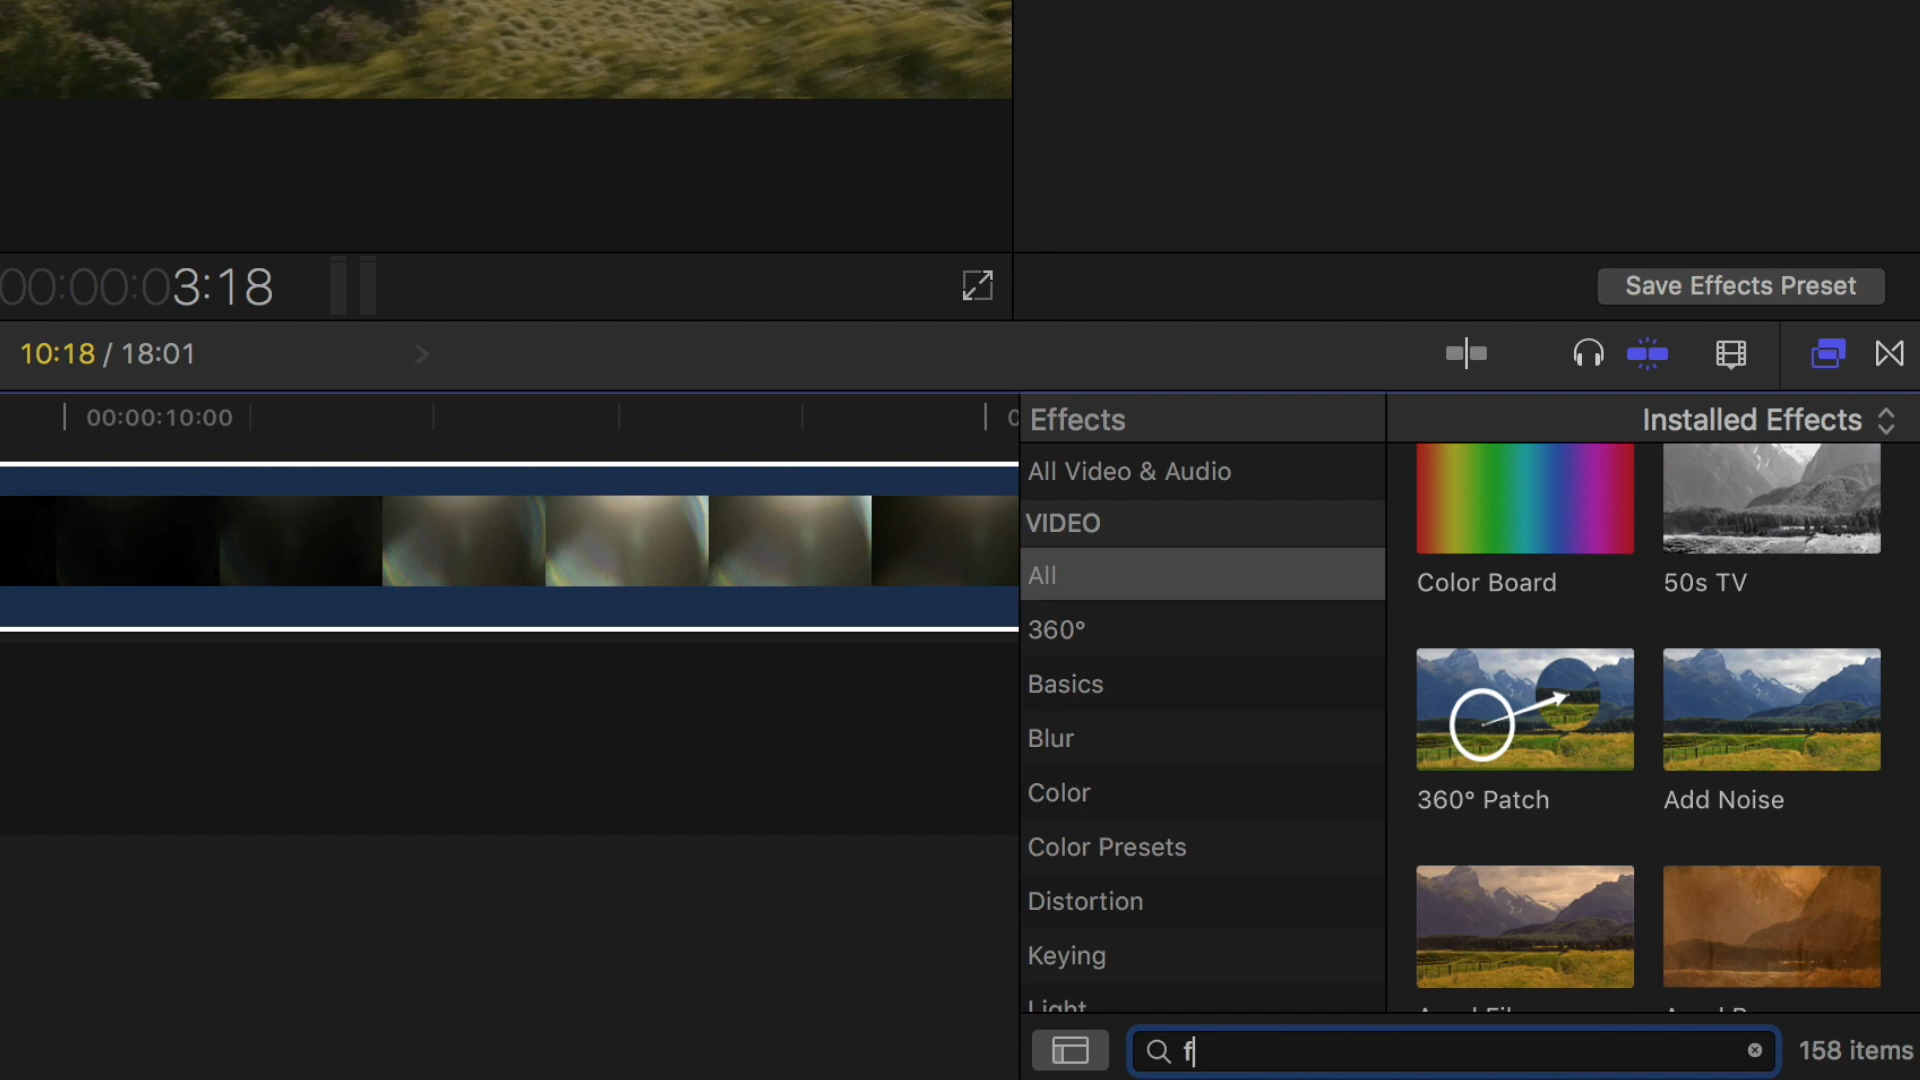 00:00:03:18
Save Effects Preset
10:18 / 18:01
00:00:10:00
Effects
Installed Effects
All Video & Audio
VIDEO
All
360°
Basics
Blur
Color
Color Presets
Distortion
Keying
Light
Color Board
50s TV
360° Patch
Add Noise
f
158 items